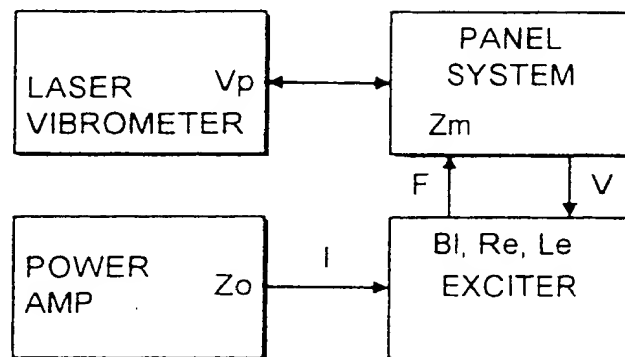 LASER
VIBROMETER
Vp
PANEL
SYSTEM
Zm
F
V
POWER
AMP
Zo
I
Bl, Re, Le
EXCITER